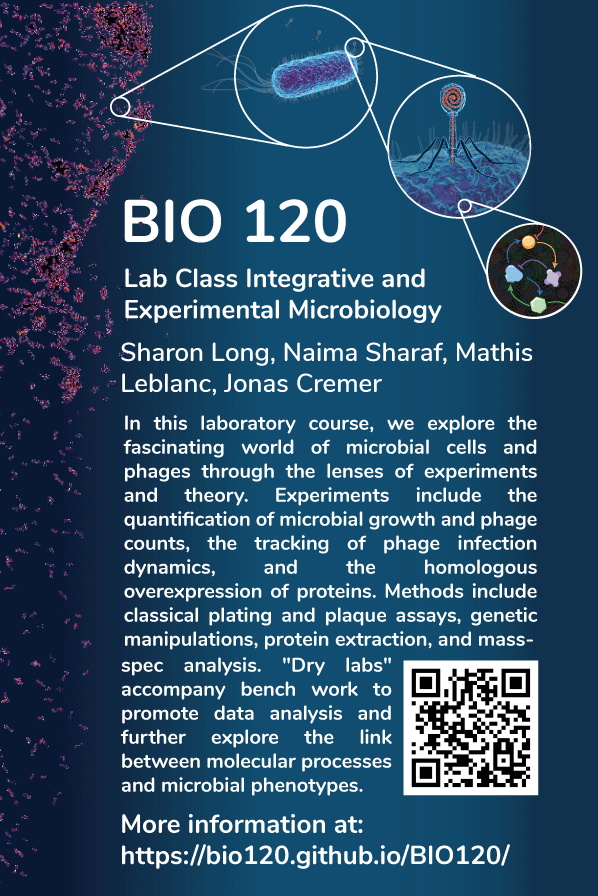 BIO 120
Lab Class Integrative and
Experimental Microbiology
Sharon Long, Naima Sharaf, Mathis
Leblanc, Jonas Cremer
In this laboratory course, we explore the
fascinating world of microbial cells and
phages through the lenses of experiments
and theory. Experiments include the
quantification of microbial growth and phage
counts, the tracking of phage infection
dynamics, and the homologous
overexpression of proteins. Methods include
classical plating and plaque assays, genetic
manipulations, protein extraction, and mass-
spec analysis. "Dry labs"
accompany bench work to
promote data analysis and
further explore the link
between molecular processes
and microbial phenotypes.
More information at:
https://bio120.github.io/BIO120/